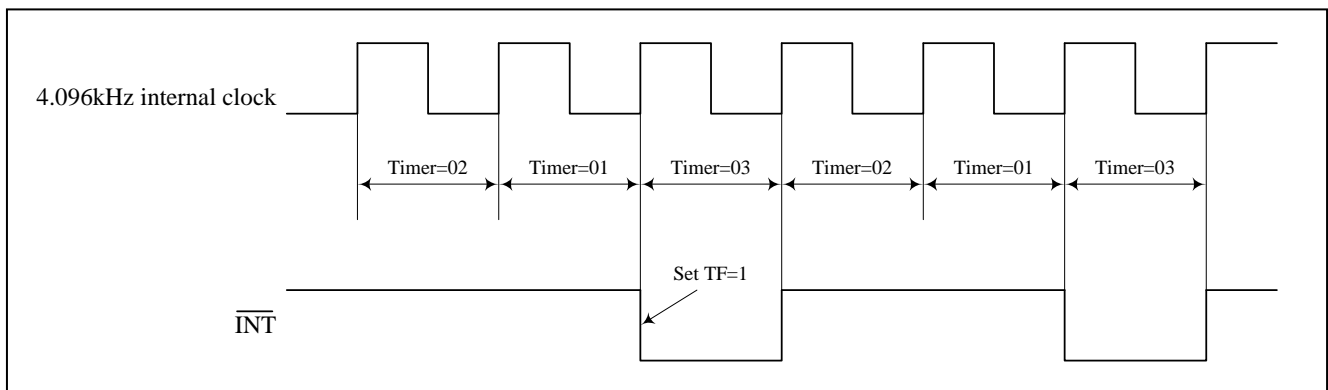 4.096kHz internal clock
Timer=02 Timer=01 Timer=03 Timer=02 Timer=01 Timer=03
Set TF=1
INT